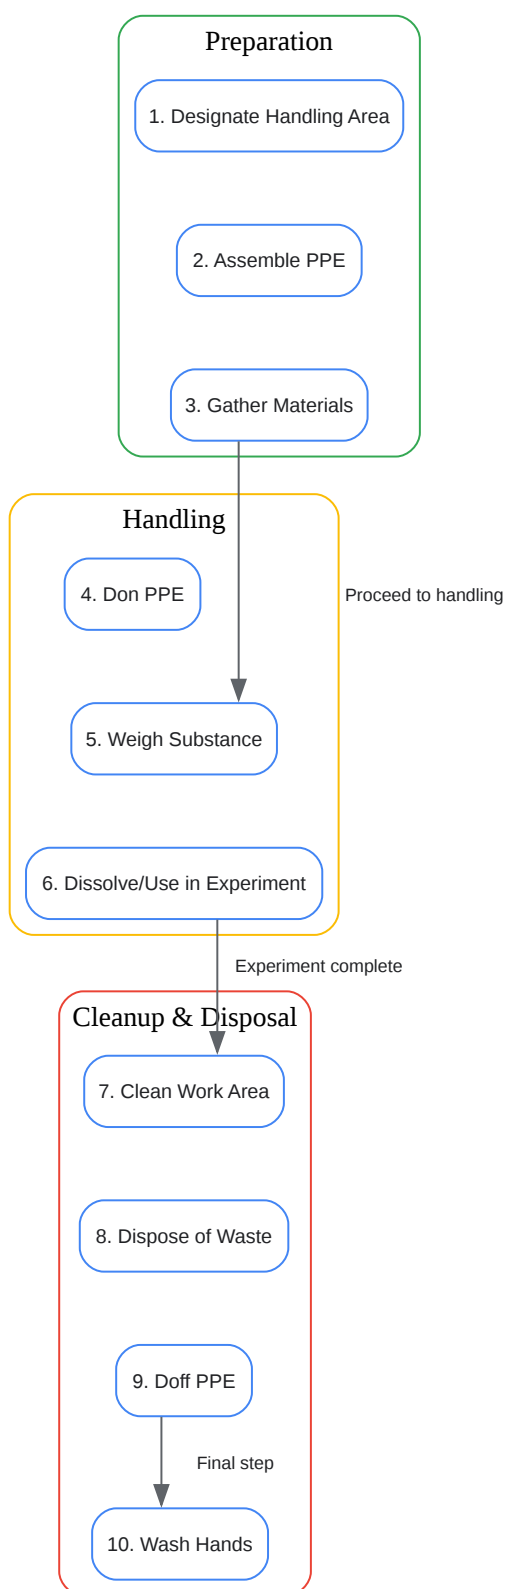 Preparation
1. Designate Handling Area
2. Assemble PPE
3. Gather Materials
Handling
4. Don PPE
Proceed to handling
5. Weigh Substance
6. Dissolve/Use in Experiment
Experiment complete
Cleanup & Disposal
7. Clean Work Area
8. Dispose of Waste
9. Doff PPE
Final step
10. Wash Hands